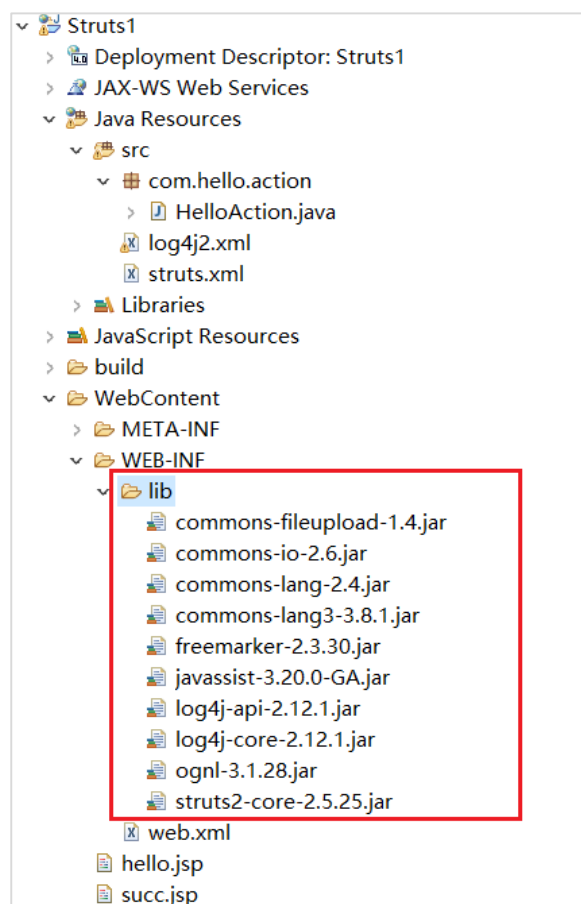 Struts1
Deployment Descriptor: Struts1
JAX-WS Web Services
Java Resources
src
com.hello.action
HelloAction.java
log4j2.xml
struts.xml
Libraries
JavaScript Resources
build
WebContent
META-INF
WEB-INF
lib
commons-fileupload-1.4.jar
commons-io-2.6.jar
commons-lang-2.4.jar
commons-lang3-3.8.1.jar
freemarker-2.3.30.jar
javassist-3.20.0-GA.jar
log4j-api-2.12.1.jar
log4j-core-2.12.1.jar
ognl-3.1.28.jar
struts2-core-2.5.25.jar
web.xml
hello.jsp
succ.jsp